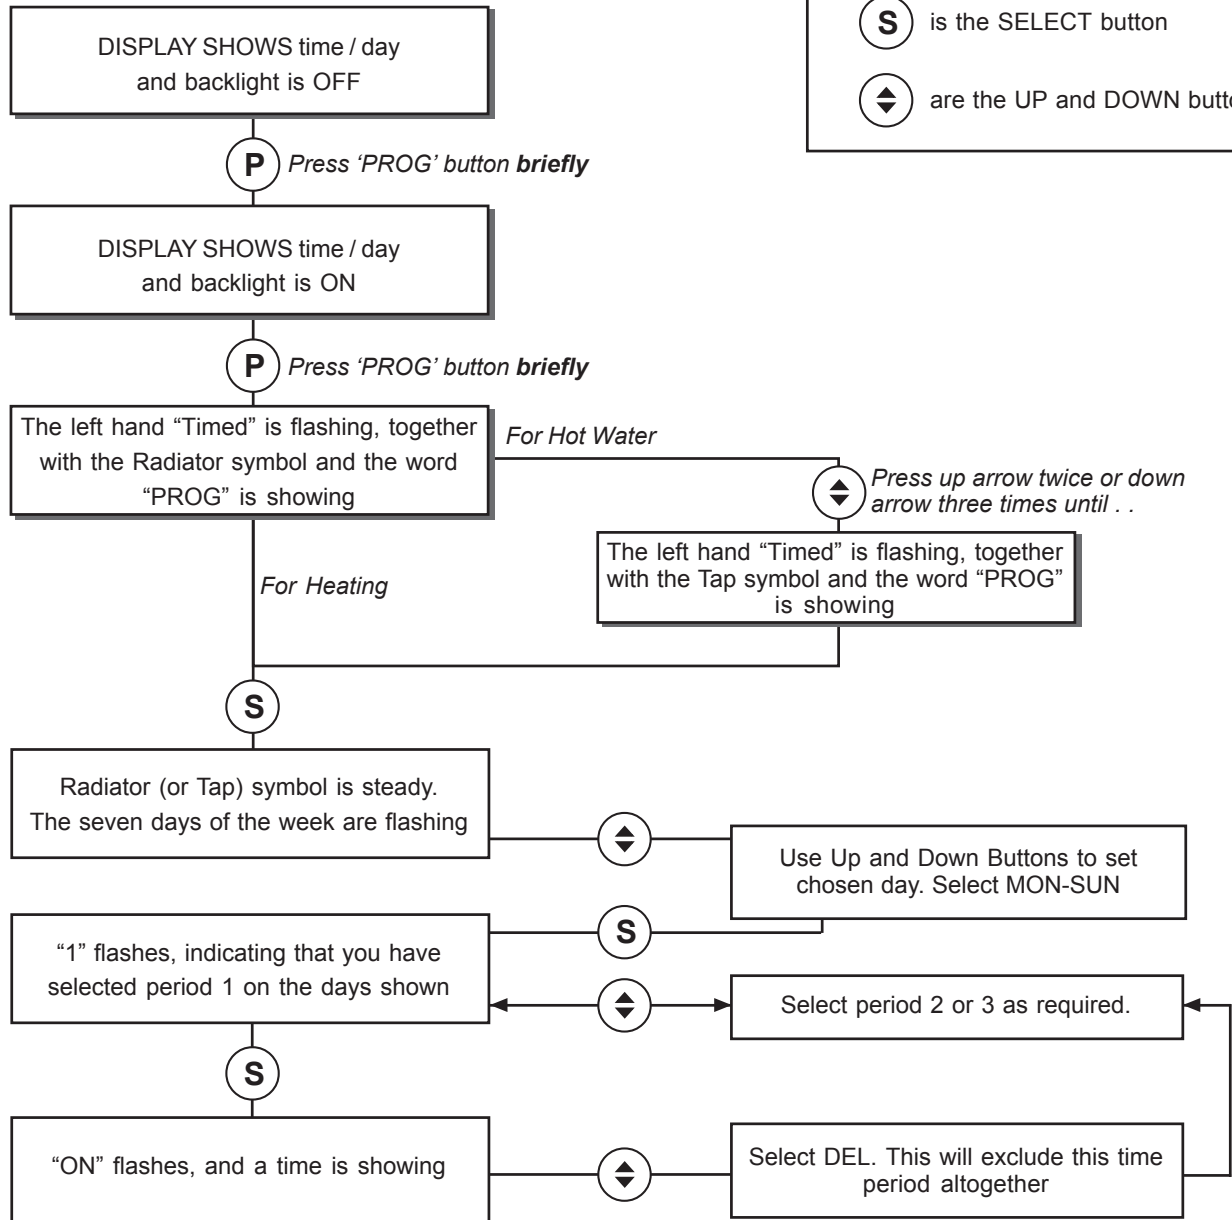 DISPLAY SHOWS time / day
and backlight is OFF
S is the SELECT button
are the UP and DOWN
P Press ‘PROG’ button briefly
DISPLAY SHOWS time / day
and backlight is ON
P Press ‘PROG’ button briefly
The left hand “Timed” is flashing, together
with the Radiator symbol and the word
“PROG” is showing
For Hot Water
Press up arrow twice or down
arrow three times until . .
The left hand “Timed” is flashing, together
with the Tap symbol and the word “PROG”
is showing
For Heating
S
Radiator (or Tap) symbol is steady.
The seven days of the week are flashing
Use Up and Down Buttons to set
chosen day. Select MON-SUN
S
“1” flashes, indicating that you have
selected period 1 on the days shown
Select period 2 or 3 as required.
S
“ON” flashes, and a time is showing
Select DEL. This will exclude this time
period altogether